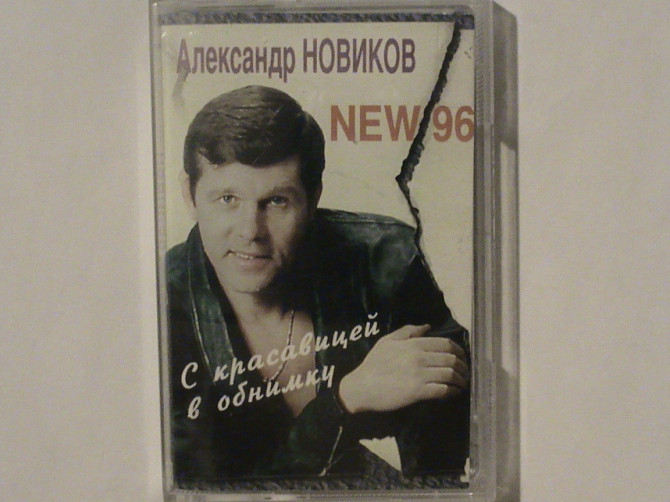 Александр НОВИКОВ
NEW 96
С красавицей
в обнимку